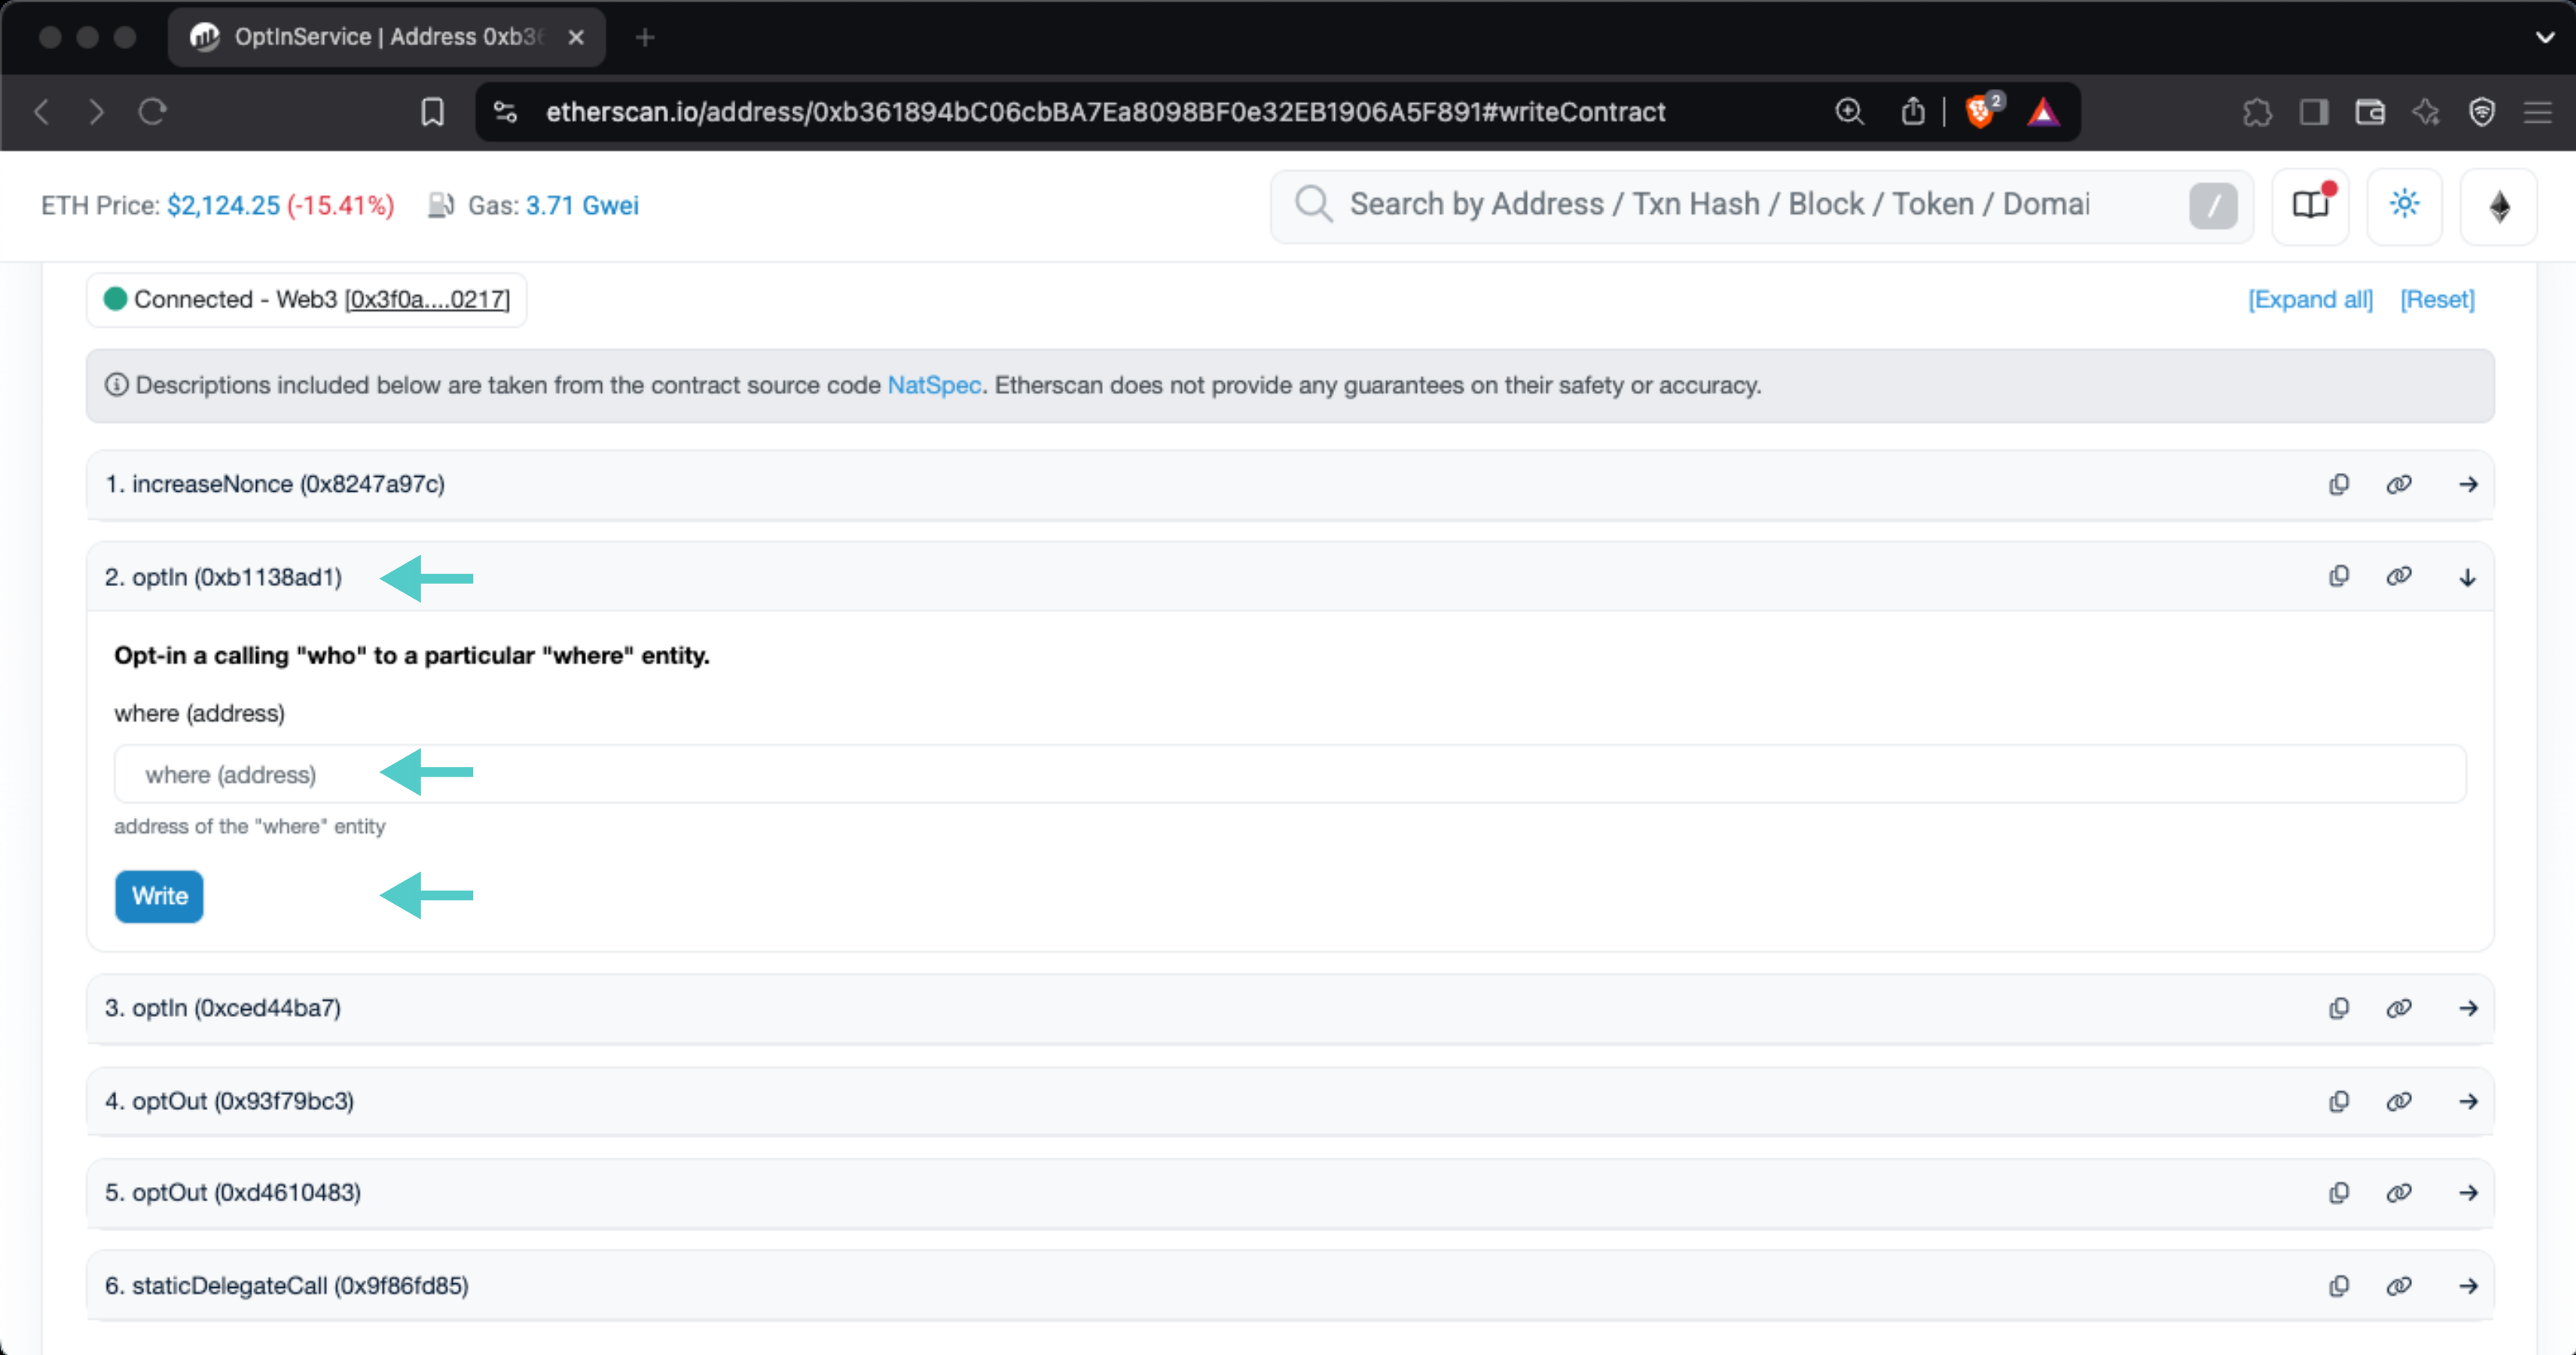 OptInService | Address 0xb36
etherscan.io/address/0xb361894bC06cbBA7Ea8098BF0e32EB1906A5F891#writeContract
2
ETH Price: $2,124.25 (-15.41%) Gas: 3.71 Gwei
Search by Address / Txn Hash / Block / Token / Domai
/
Connected - Web3 [0x3f0a....0217]
[Expand all] [Reset]
Descriptions included below are taken from the contract source code NatSpec. Etherscan does not provide any guarantees on their safety or accuracy.
1. increaseNonce (0x8247a97c)
2. optIn (0xb1138ad1)
Opt-in a calling "who" to a particular "where" entity.
where (address)
where (address)
address of the "where" entity
Write
3. optIn (0xced44ba7)
4. optOut (0x93f79bc3)
5. optOut (0xd4610483)
6. staticDelegateCall (0x9f86fd85)